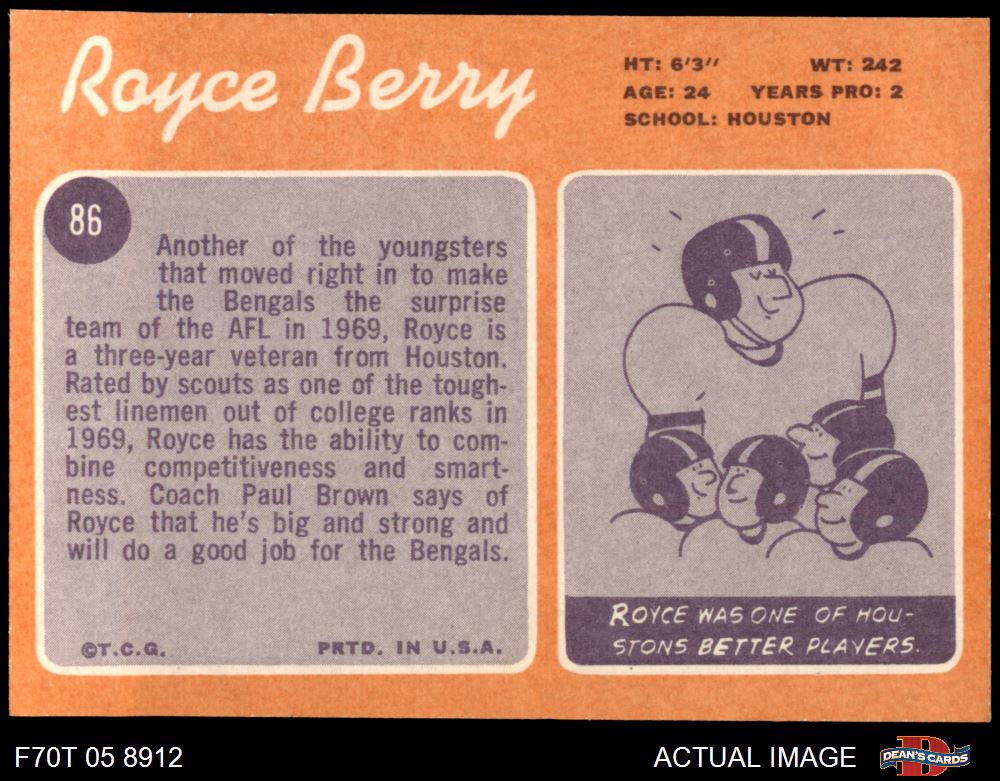 Royce Berry
HT: 6'3" WT: 242
AGE: 24 YEARS PRO: 2
SCHOOL: HOUSTON
86
Another of the youngsters
that moved right in to make
the Bengals the surprise
team of the AFL in 1969, Royce is
a three-year veteran from Houston.
Rated by scouts as one of the tough-
est linemen out of college ranks in
1969, Royce has the ability to com-
bine competitiveness and smart-
ness. Coach Paul Brown says of
Royce that he's big and strong and
will do a good job for the Bengals.
©T.C.G. PRTD. IN U.S.A.
ROYCE WAS ONE OF HOU-
STONS BETTER PLAYERS.
F70T 05 8912
ACTUAL IMAGE
D
DEAN'S CARDS